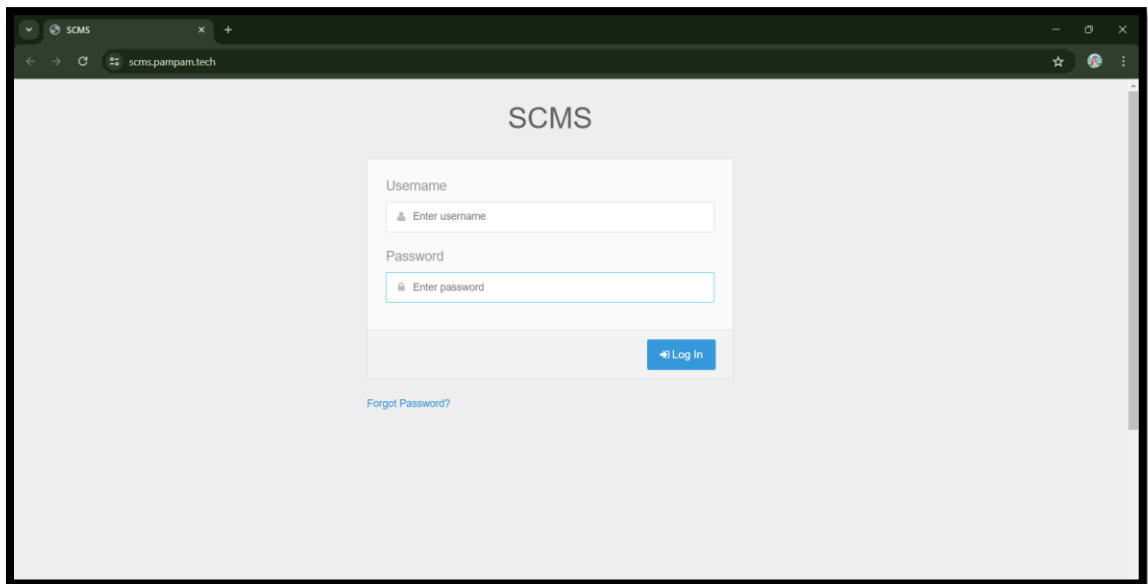 SCMS
scms.pampam.tech
SCMS
Username
Enter username
Password
Enter password
Log In
Forgot Password?